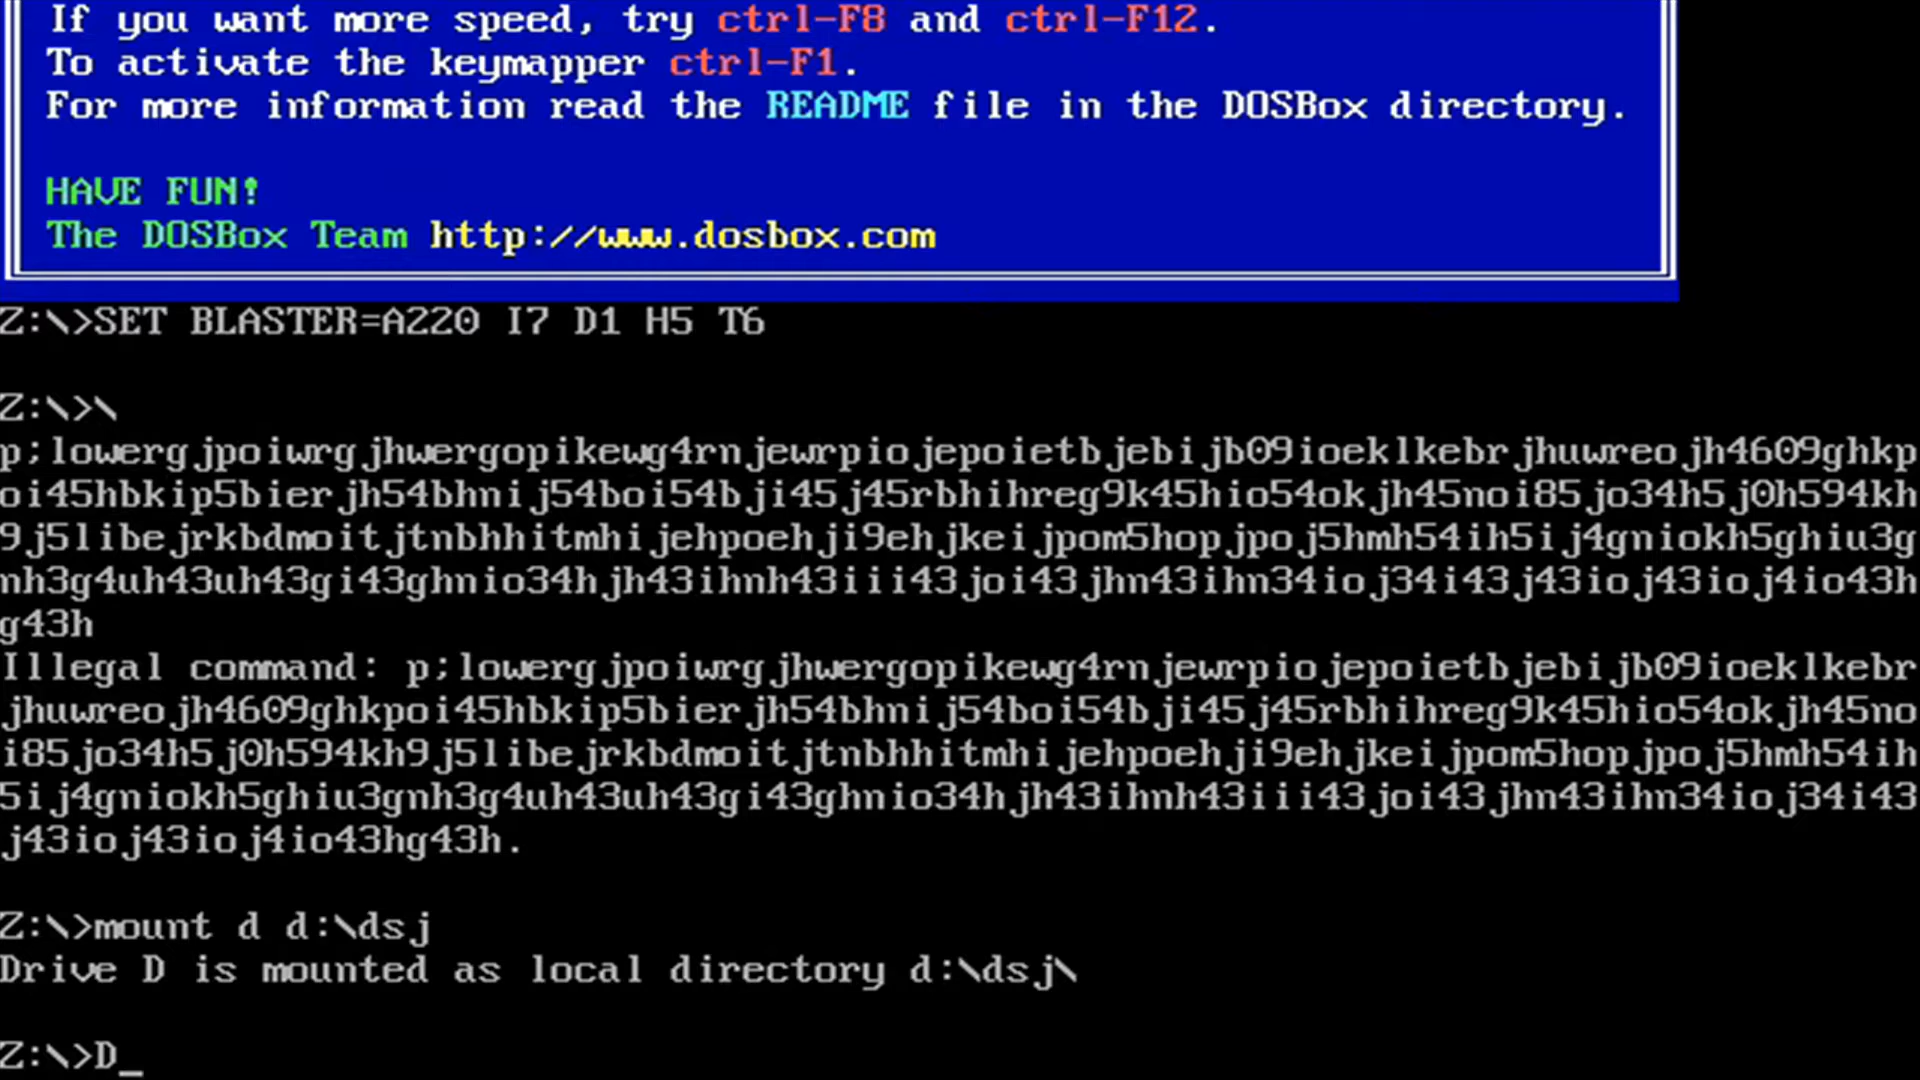 If you want more speed, try ctrl-F8 and ctrl-F12.
To activate the keymapper ctrl-F1.
For more information read the README file in the DOSBox directory.
HAVE FUN!
The DOSBox Team http://www.dosbox.com
Z:\>SET BLASTER=A220 I7 D1 H5 T6
Z:\>\
p;lowergjpoiwrgjhwergopikewg4rnjewrpiojepoietbjebijb09ioeklkebrjhuwreojh4609ghkp
oi45hbkip5bierjh54bhnij54boi54bji45j45rbhihreg9k45hio54okjh45noi85jo34h5j0h594kh
9j5libejrkbdmoitjtnbhhitmhijehpoehji9ehjkeijpom5hopjpoj5hmh54ih5ij4gniokh5ghiu3g
nh3g4uh43uh43gi43ghnio34hjh43ihnh43iii43joi43jhn43ihn34ioj34i43j43ioj43ioj4io43h
g43h
Illegal command: p;lowergjpoiwrgjhwergopikewg4rnjewrpiojepoietbjebijb09ioeklkebr
jhuwreojh4609ghkpoi45hbkip5bierjh54bhnij54boi54bji45j45rbhihreg9k45hio54okjh45no
i85jo34h5j0h594kh9j5libejrkbdmoitjtnbhhitmhijehpoehji9ehjkeijpom5hopjpoj5hmh54ih
5ij4gniokh5ghiu3gnh3g4uh43uh43gi43ghnio34hjh43ihnh43iii43joi43jhn43ihn34ioj34i43
j43ioj43ioj4io43hg43h.
Z:\>mount d d:\dsj
Drive D is mounted as local directory d:\dsj\
Z:\>D_